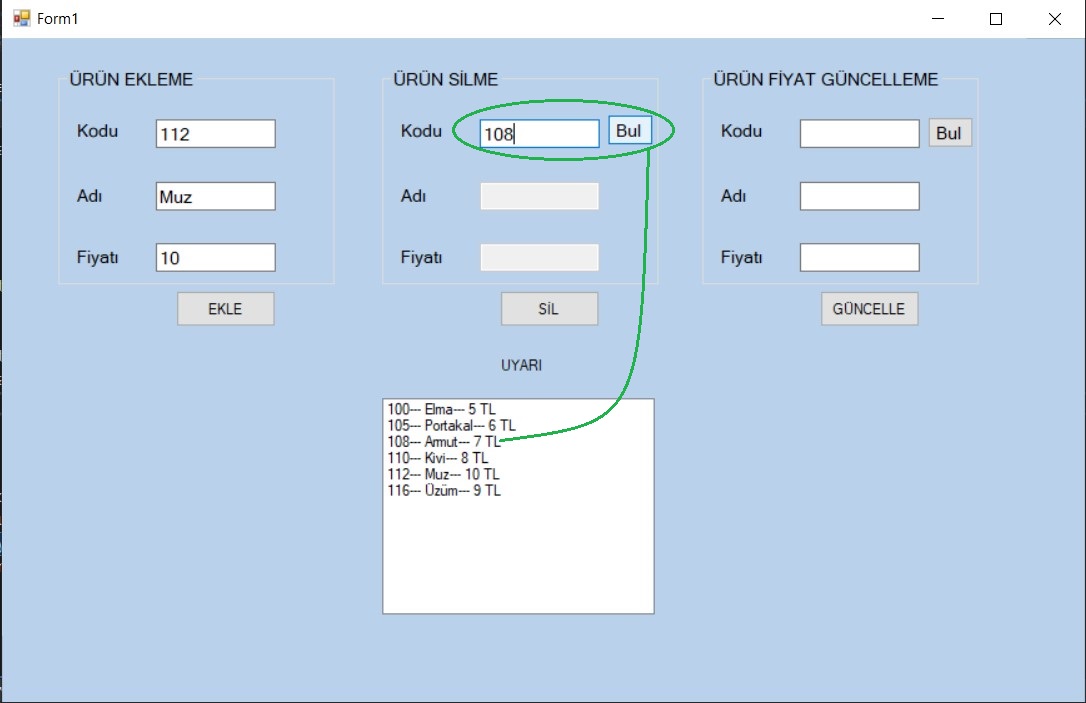 Form1
ÜRÜN EKLEME
Kodu 112
Adı Muz
Fiyatı 10
EKLE
ÜRÜN SİLME
Kodu 108 Bul
Adı
Fiyatı
SİL
ÜRÜN FİYAT GÜNCELLEME
Kodu Bul
Adı
Fiyatı
GÜNCELLE
UYARI
100--- Elma--- 5 TL
105--- Portakal--- 6 TL
108--- Armut--- 7 TL
110--- Kivi--- 8 TL
112--- Muz--- 10 TL
116--- Üzüm--- 9 TL